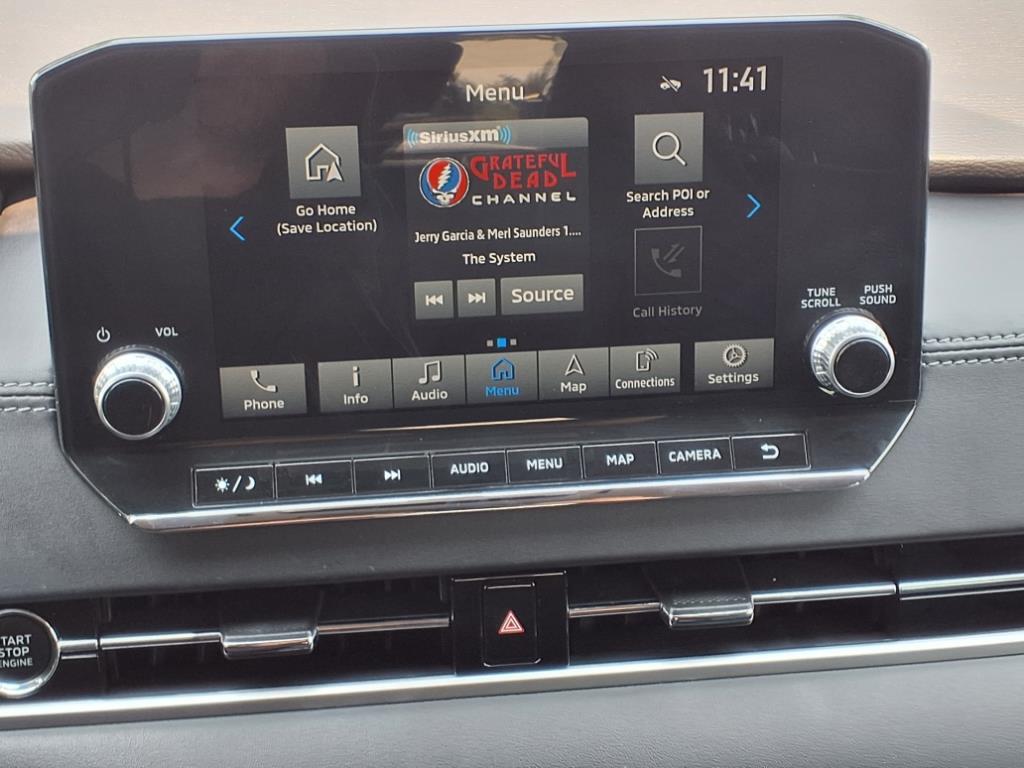 Menu
11:41
SiriusXM
GRATEFUL
DEAD
CHANNEL
Jerry Garcia & Merl Saunders 1....
The System
Source
Go Home
(Save Location)
Search POI or
Address
Call History
VOL
TUNE
SCROLL
PUSH
SOUND
Phone
Info
Audio
Menu
Map
Connections
Settings
AUDIO
MENU
MAP
CAMERA
START
STOP
ENGINE